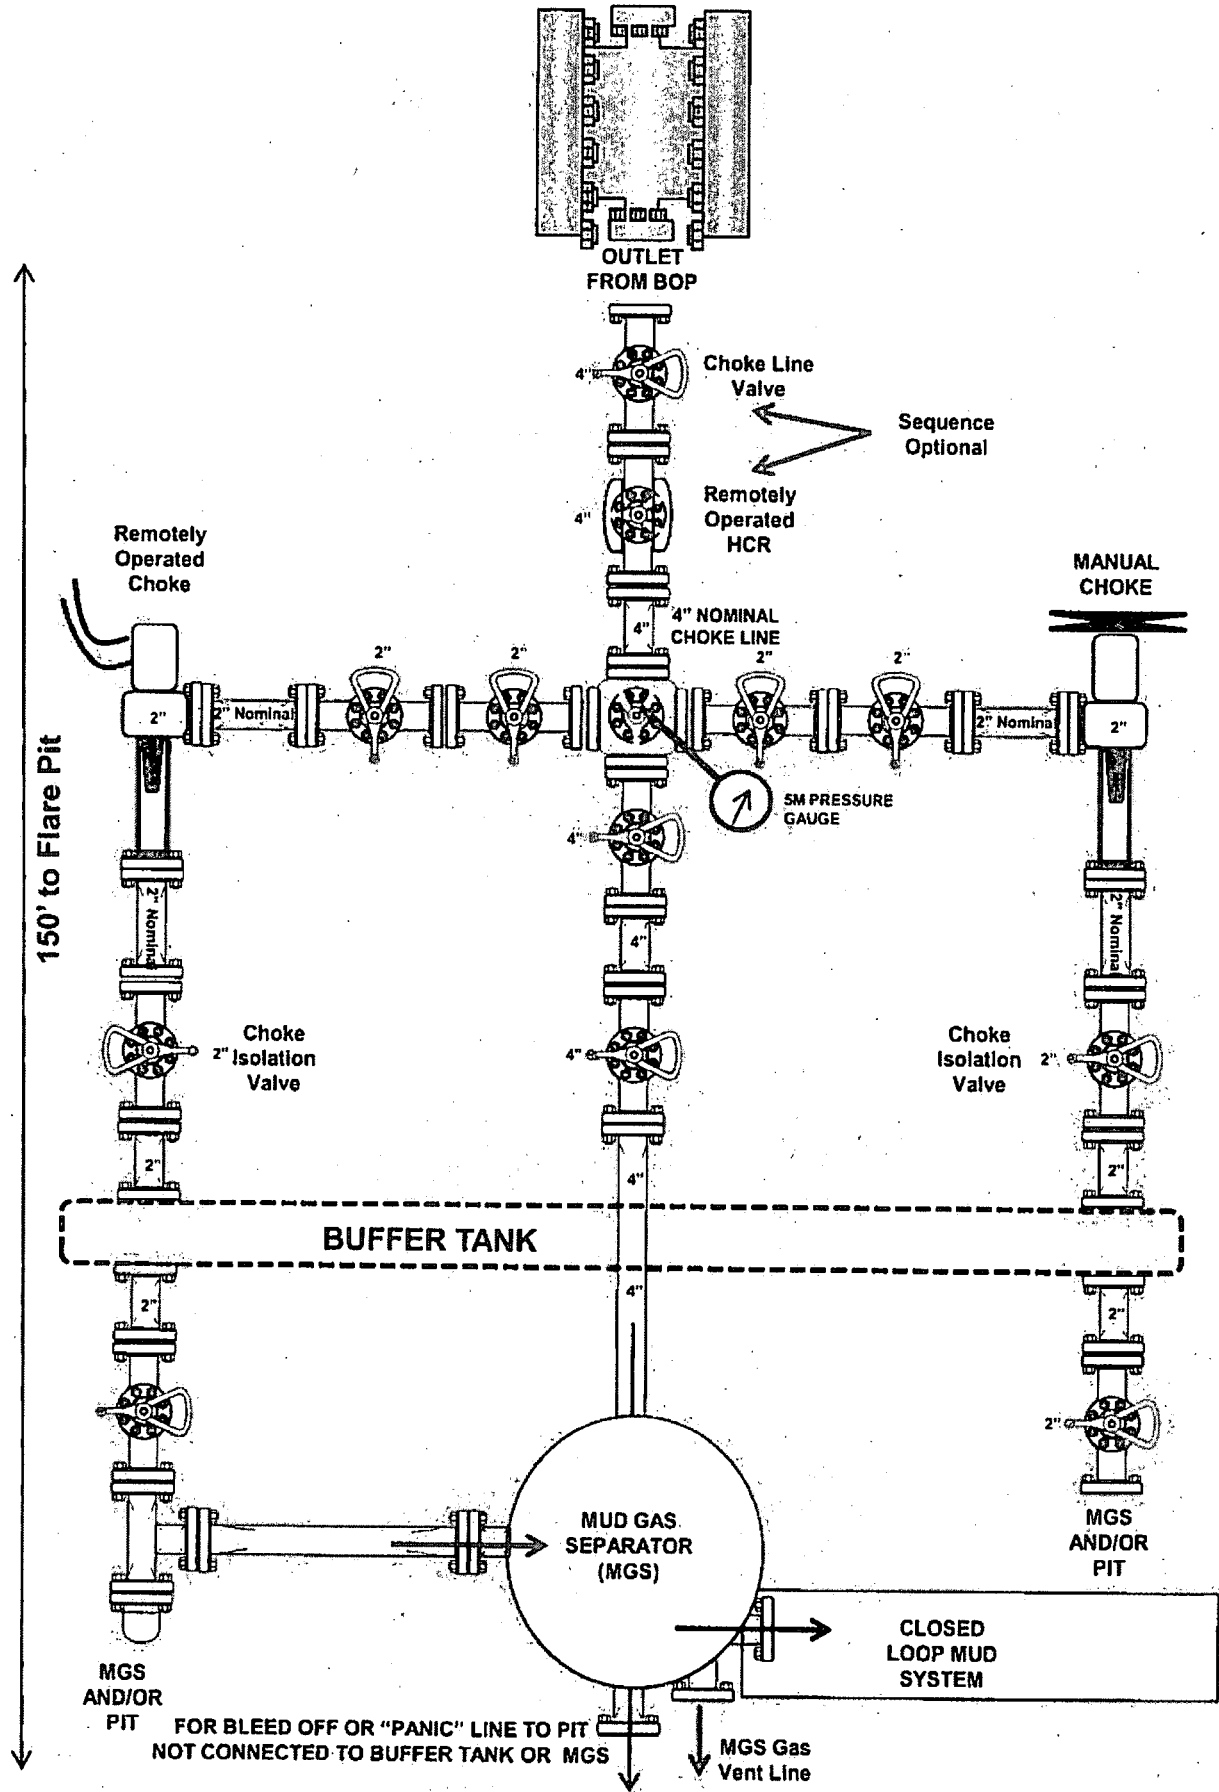 OUTLET
FROM BOP
4"
Choke Line
Valve
Sequence
Optional
4"
Remotely
Operated
HCR
Remotely
Operated
Choke
MANUAL
CHOKE
4"
4" NOMINAL
CHOKE LINE
2"
2"
2"
2"
2"
2" Nominal
2" Nominal
2"
5M PRESSURE
GAUGE
4"
150' to Flare Pit
2" Nominal
4"
2" Nominal
2"
Choke
Isolation
Valve
4"
Choke
Isolation
Valve
2"
2"
4"
2"
BUFFER TANK
2"
4"
2"
2"
MUD GAS
SEPARATOR
(MGS)
MGS
AND/OR
PIT
CLOSED
LOOP MUD
SYSTEM
MGS
AND/OR
PIT
FOR BLEED OFF OR "PANIC" LINE TO PIT
NOT CONNECTED TO BUFFER TANK OR MGS
MGS Gas
Vent Line